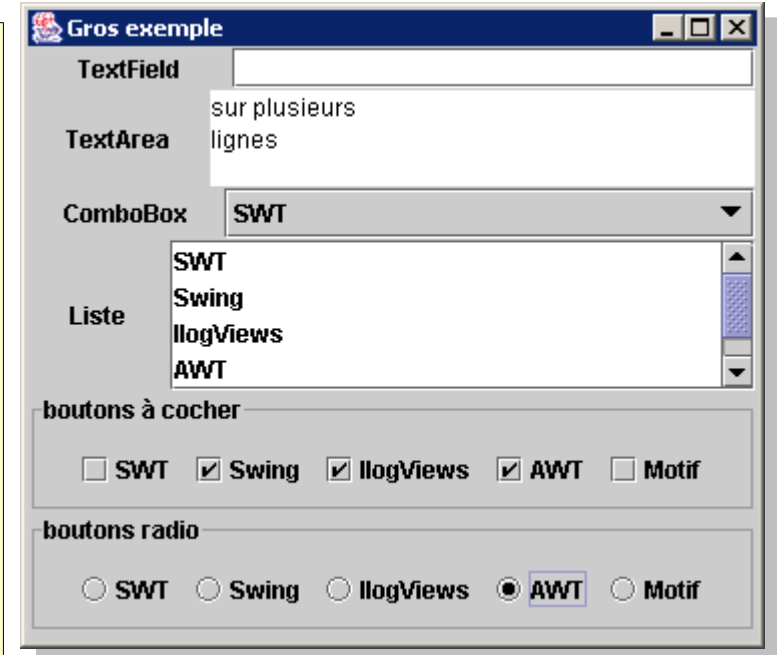 Gros exemple
TextField
sur plusieurs
TextArea
lignes
ComboBox SWT
SWT
Swing
Liste
IlogViews
AWT
boutons à cocher
SWT Swing IlogViews AWT Motif
boutons radio
SWT Swing IlogViews AWT Motif